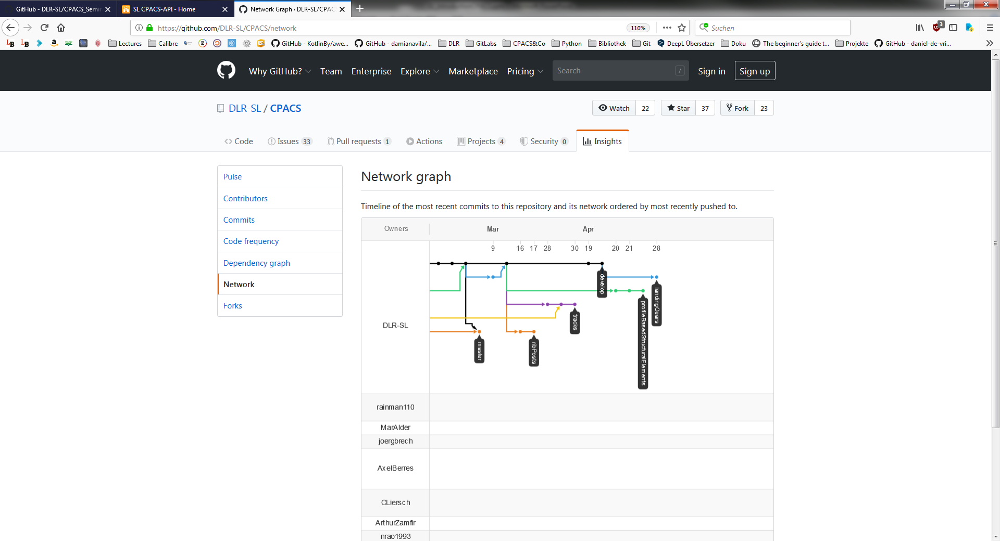 GitHub - DLR-SL/CPACS_Semin
SL CPACS-API - Home
Network Graph · DLR-SL/CPAC
https://github.com/DLR-SL/CPACS/network
110%
Suchen
3
Lectures
Calibre
GitHub - KotlinBy/awe...
GitHub - damianavila/...
DLR
GitLabs
CPACS&Co
Python
Bibliothek
Git
DeepL Übersetzer
Doku
The beginner's guide t...
Projekte
GitHub - daniel-de-vri...
Why GitHub?
Team
Enterprise
Explore
Marketplace
Pricing
Search
/
Sign in
Sign up
DLR-SL / CPACS
Watch 22
Star 37
Fork 23
Code
Issues 33
Pull requests 1
Actions
Projects 4
Security 0
Insights
Pulse
Contributors
Commits
Code frequency
Dependency graph
Network
Forks
Network graph
Timeline of the most recent commits to this repository and its network ordered by most recently pushed to.
Owners
Mar
Apr
9 16 17 28 30 19 20 21 28
DLR-SL
develop
landingGears
profileBasedStructuralElements
tracks
master
ribPosts
rainman110
MarAlder
joergbrech
AxelBerres
CLiersch
ArthurZamfir
nrao1993